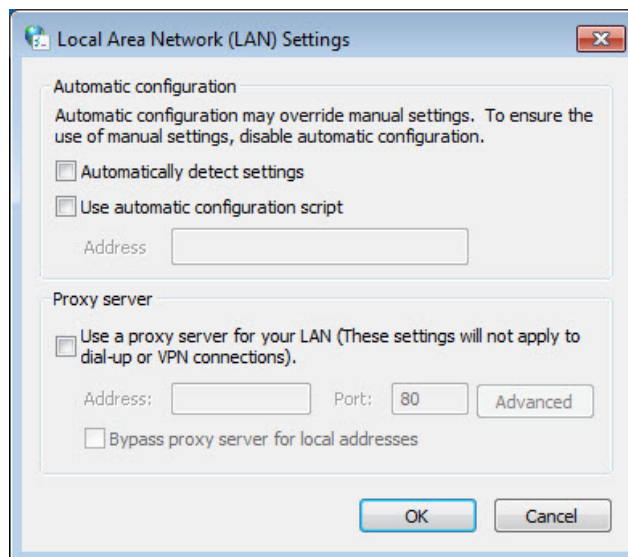 Local Area Network (LAN) Settings
Automatic configuration
Automatic configuration may override manual settings. To ensure the
use of manual settings, disable automatic configuration.
Automatically detect settings
Use automatic configuration script
Address
Proxy server
Use a proxy server for your LAN (These settings will not apply to
dial-up or VPN connections).
Address: Port: 80 Advanced
Bypass proxy server for local addresses
OK Cancel